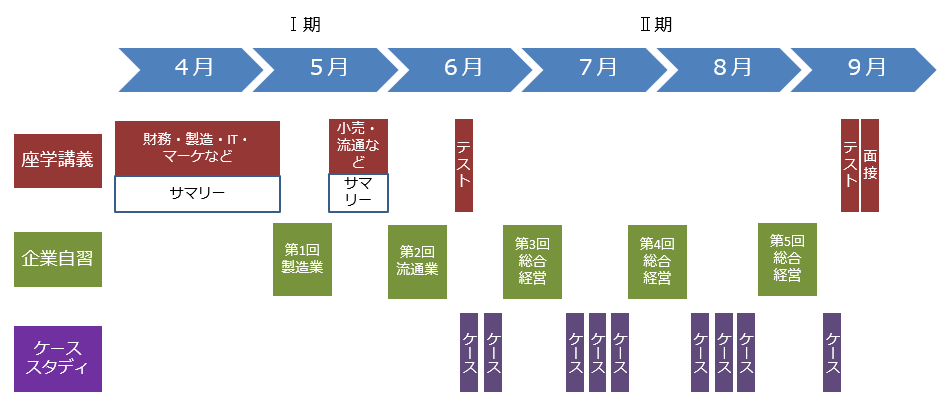 Ⅰ期
Ⅱ期
4月
5月
6月
7月
8月
9月
座学講義
財務・製造・IT・
マーケなど
サマリー
小売・
流通な
ど
サマ
リー
テスト
テスト
面接
企業自習
第1回
製造業
第2回
流通業
第3回
総合
経営
第4回
総合
経営
第5回
総合
経営
ケース
スタディ
ケース
ケース
ケース
ケース
ケース
ケース
ケース
ケース
ケース